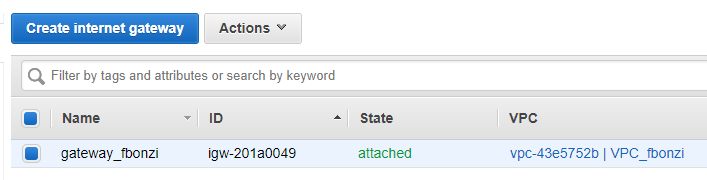 Create internet gateway Actions
Filter by tags and attributes or search by keyword
Name ID State VPC
gateway_fbonzi igw-201a0049 attached vpc-43e5752b | VPC_fbonzi